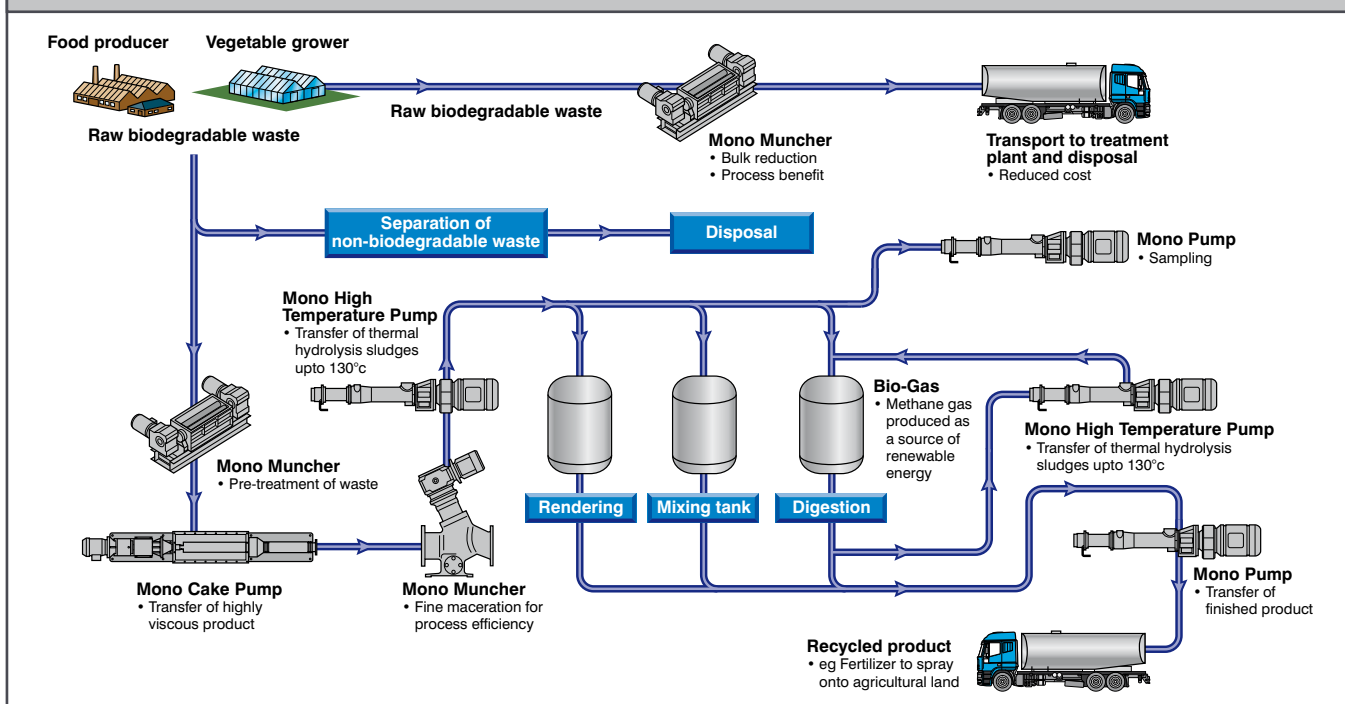 Food producer
Vegetable grower
Raw biodegradable waste
Raw biodegradable waste
Mono Muncher
• Bulk reduction
• Process benefit
Transport to treatment
plant and disposal
• Reduced cost
Separation of
non-biodegradable waste
Disposal
Mono Pump
• Sampling
Mono High
Temperature Pump
• Transfer of thermal
hydrolysis sludges
upto 130°c
Bio-Gas
• Methane gas
produced as
a source of
renewable
energy
Mono High Temperature Pump
• Transfer of thermal hydrolysis
sludges upto 130°c
Mono Muncher
• Pre-treatment of waste
Rendering
Mixing tank
Digestion
Mono Cake Pump
• Transfer of highly
viscous product
Mono Muncher
• Fine maceration for
process efficiency
Mono Pump
• Transfer of
finished product
Recycled product
• eg Fertilizer to spray
onto agricultural land